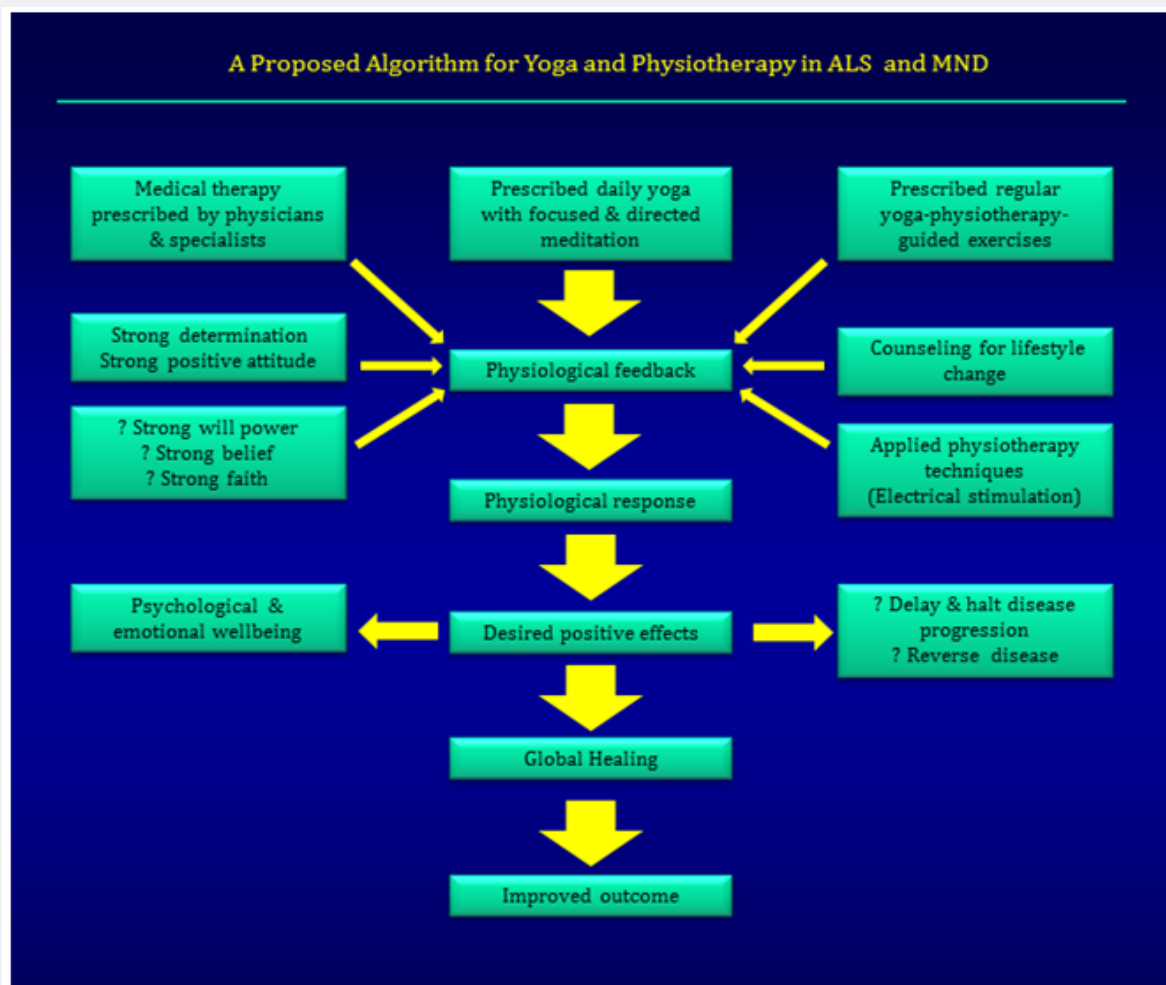 A Proposed Algorithm for Yoga and Physiotherapy in ALS and MND
Medical therapy
prescribed by physicians
& specialists
Prescribed daily yoga
with focused & directed
meditation
Prescribed regular
yoga-physiotherapy-
guided exercises
Strong determination
Strong positive attitude
Physiological feedback
Counseling for lifestyle
change
? Strong will power
? Strong belief
? Strong faith
Applied physiotherapy
techniques
(Electrical stimulation)
Physiological response
Psychological &
emotional wellbeing
Desired positive effects
? Delay & halt disease
progression
? Reverse disease
Global Healing
Improved outcome